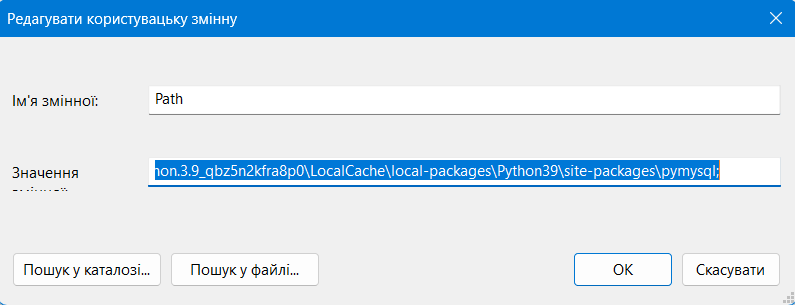 Редагувати користувацьку змінну
Ім'я змінної:
Path
Значення
non.3.9_qbz5n2kfra8p0\LocalCache\local-packages\Python39\site-packages\pymysql;
Пошук у каталозі...
Пошук у файлі...
OK
Скасувати